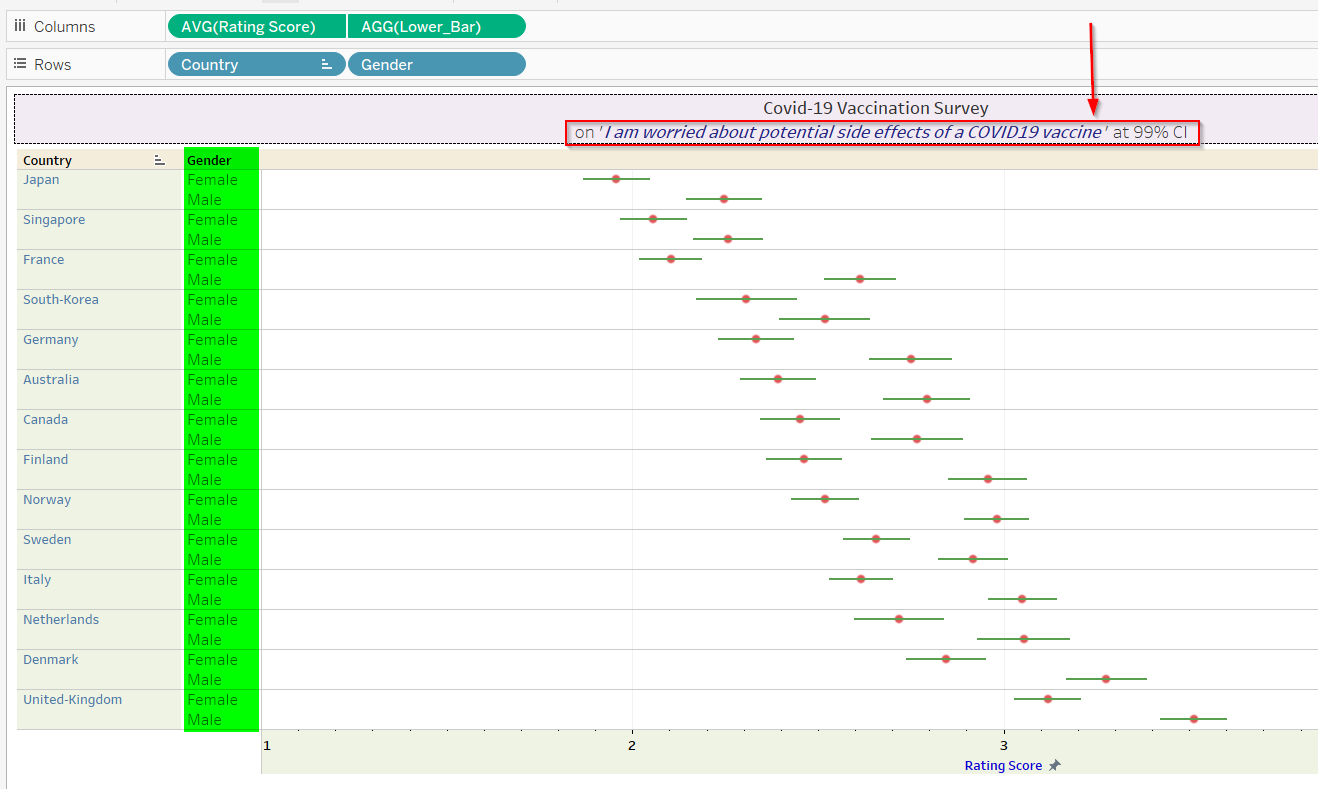 Columns AVG(Rating Score) AGG(Lower_Bar)
Rows Country Gender
Covid-19 Vaccination Survey
on 'I am worried about potential side effects of a COVID19 vaccine' at 99% CI
Country Gender
Japan Female
Male
Singapore Female
Male
France Female
Male
South-Korea Female
Male
Germany Female
Male
Australia Female
Male
Canada Female
Male
Finland Female
Male
Norway Female
Male
Sweden Female
Male
Italy Female
Male
Netherlands Female
Male
Denmark Female
Male
United-Kingdom Female
Male
1 2 3
Rating Score